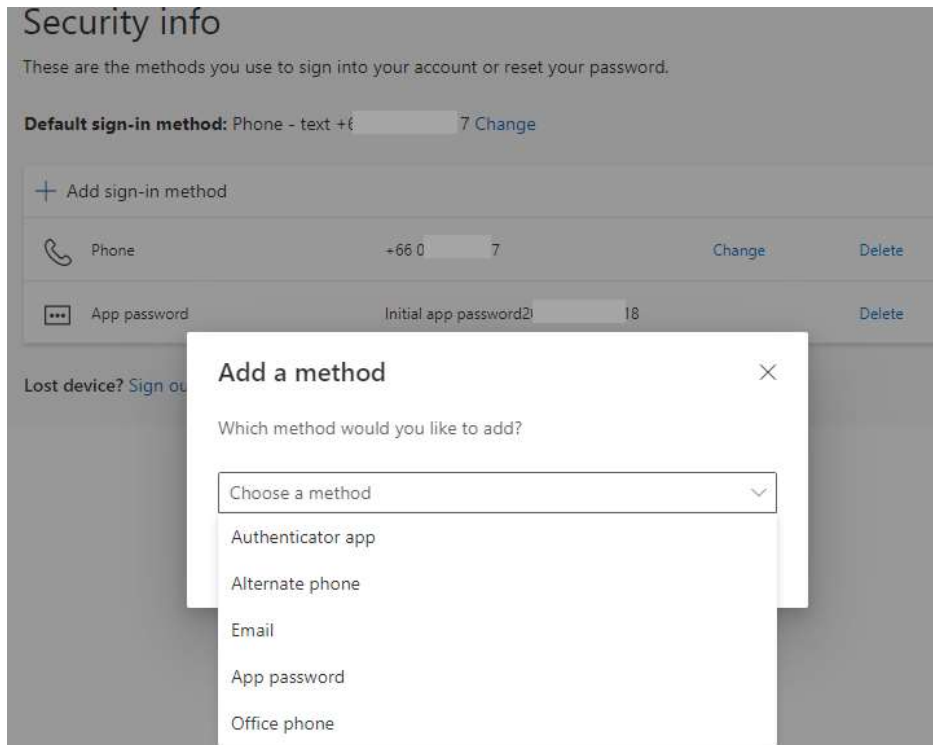 Security info
These are the methods you use to sign into your account or reset your password.
Default sign-in method: Phone - text +6 7 Change
Add sign-in method
Phone +66 0 7 Change Delete
App password Initial app password2 18 Delete
Lost device? Sign
Add a method
Which method would you like to add?
Choose a method
Authenticator app
Alternate phone
Email
App password
Office phone